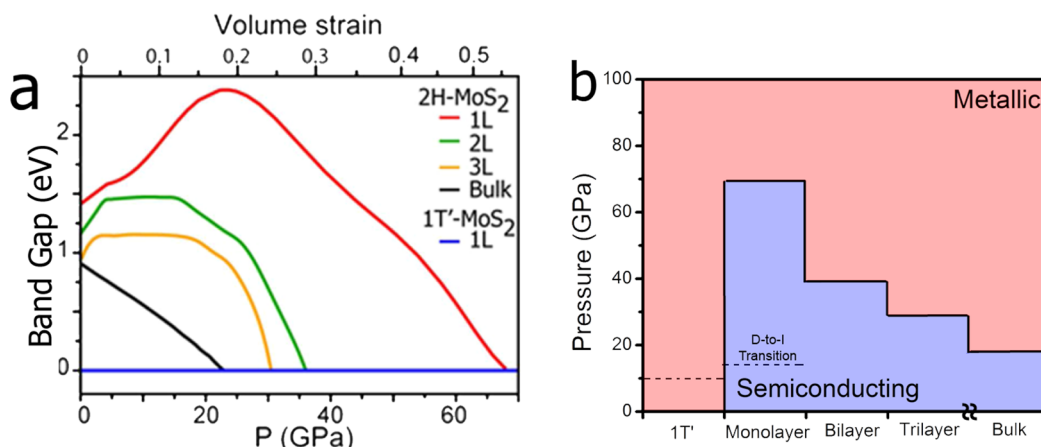 Volume strain
0 0.1 0.2 0.3 0.4 0.5
a
2H-MoS₂
1L
2L
3L
Bulk
1T′-MoS₂
1L
Band Gap (eV)
2
1
0
0 20 40 60
P (GPa)
b
100
80
60
40
20
0
Pressure (GPa)
Metallic
D-to-I
Transition
Semiconducting
1T' Monolayer Bilayer Trilayer Bulk